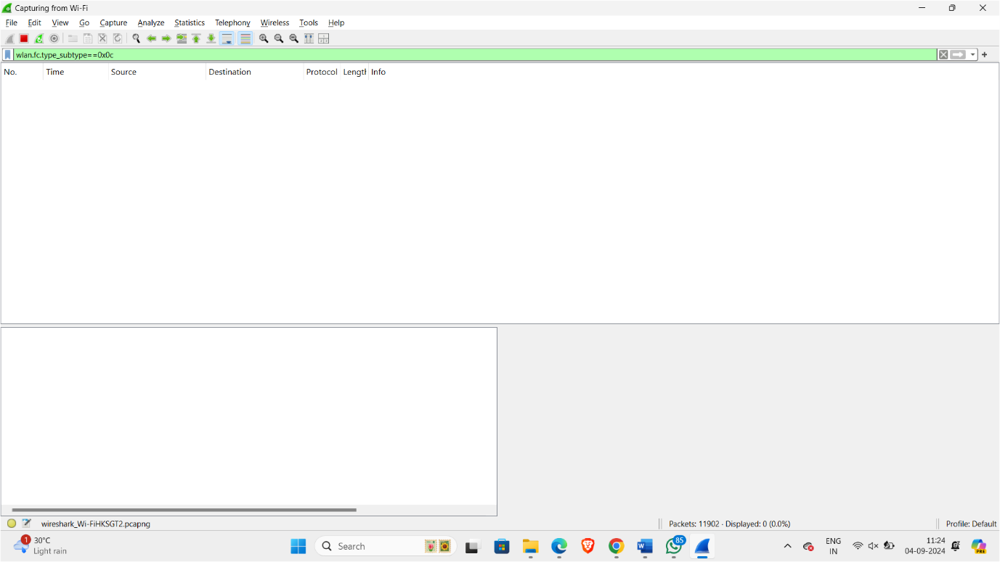 Capturing from Wi-Fi
File Edit View Go Capture Analyze Statistics Telephony Wireless Tools Help
wlan.fc.type_subtype==0x0c
No. Time Source Destination Protocol Length Info
wireshark_Wi-FiHKSGT2.pcapng
Packets: 11902 · Displayed: 0 (0.0%)
Profile: Default
1
30°C
Light rain
Search
W
85
ENG
IN
11:24
04-09-2024
PRE